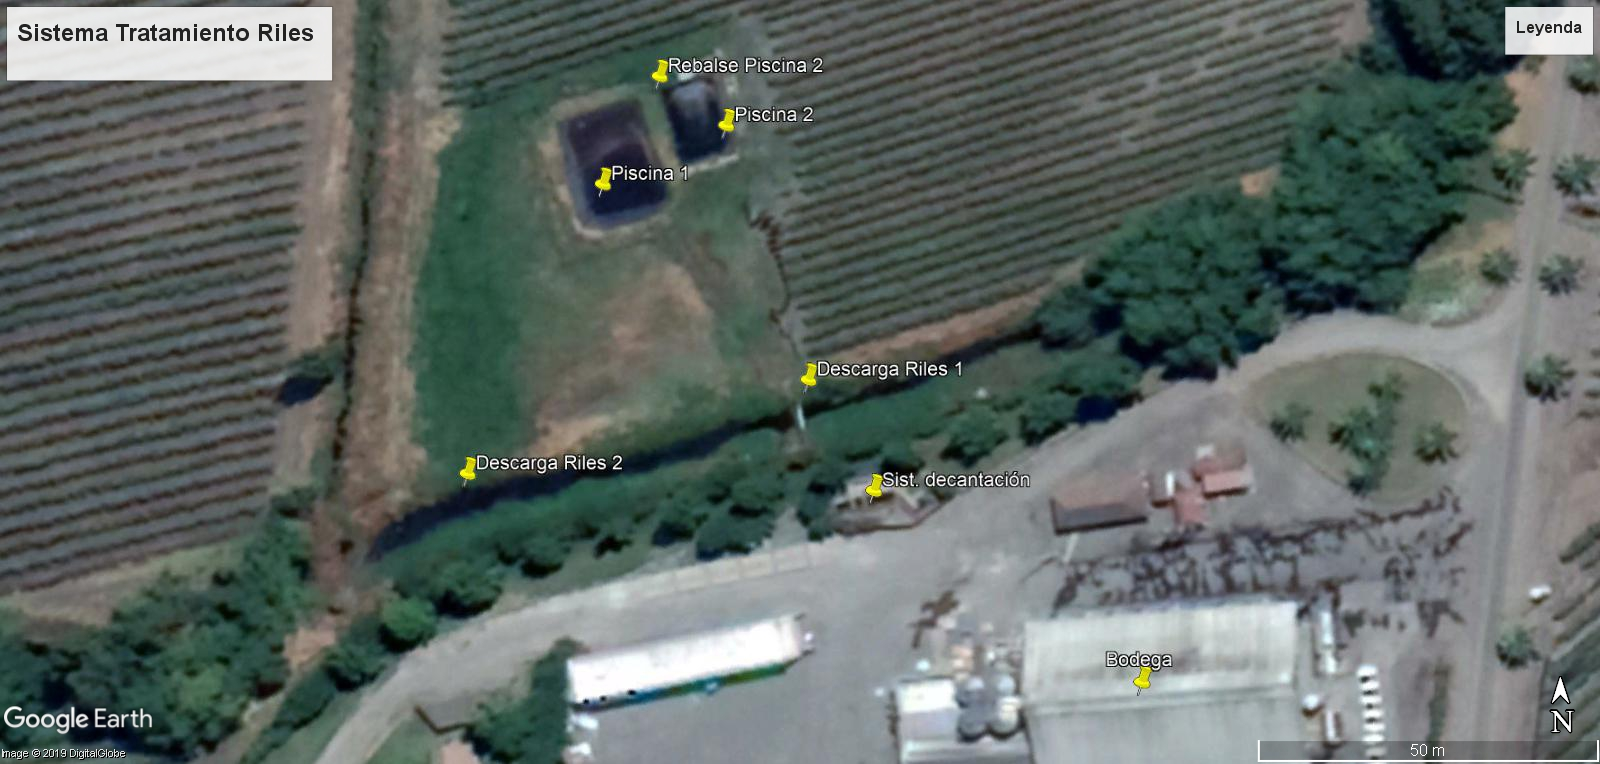 Sistema Tratamiento Riles
Leyenda
Rebalse Piscina 2
Piscina 2
Piscina 1
Descarga Riles 1
Descarga Riles 2
Sist. decantación
Bodega
Google Earth
Image © 2019 DigitalGlobe
N
50 m